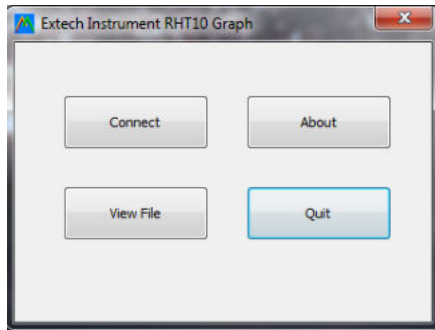 Extech Instrument RHT10 Graph
Connect
About
View File
Quit